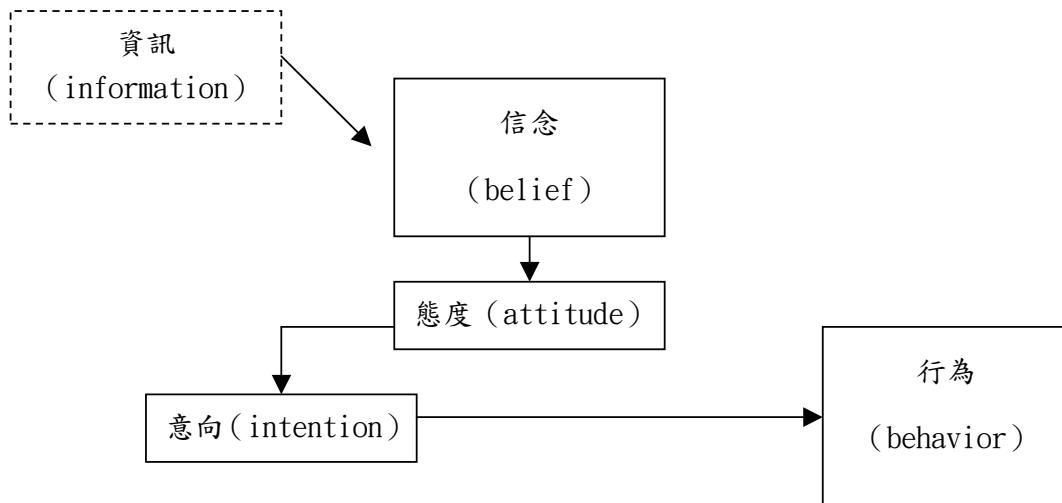 資訊
（information）
信念
（belief）
態度（attitude）
意向（intention）
行為
（behavior）